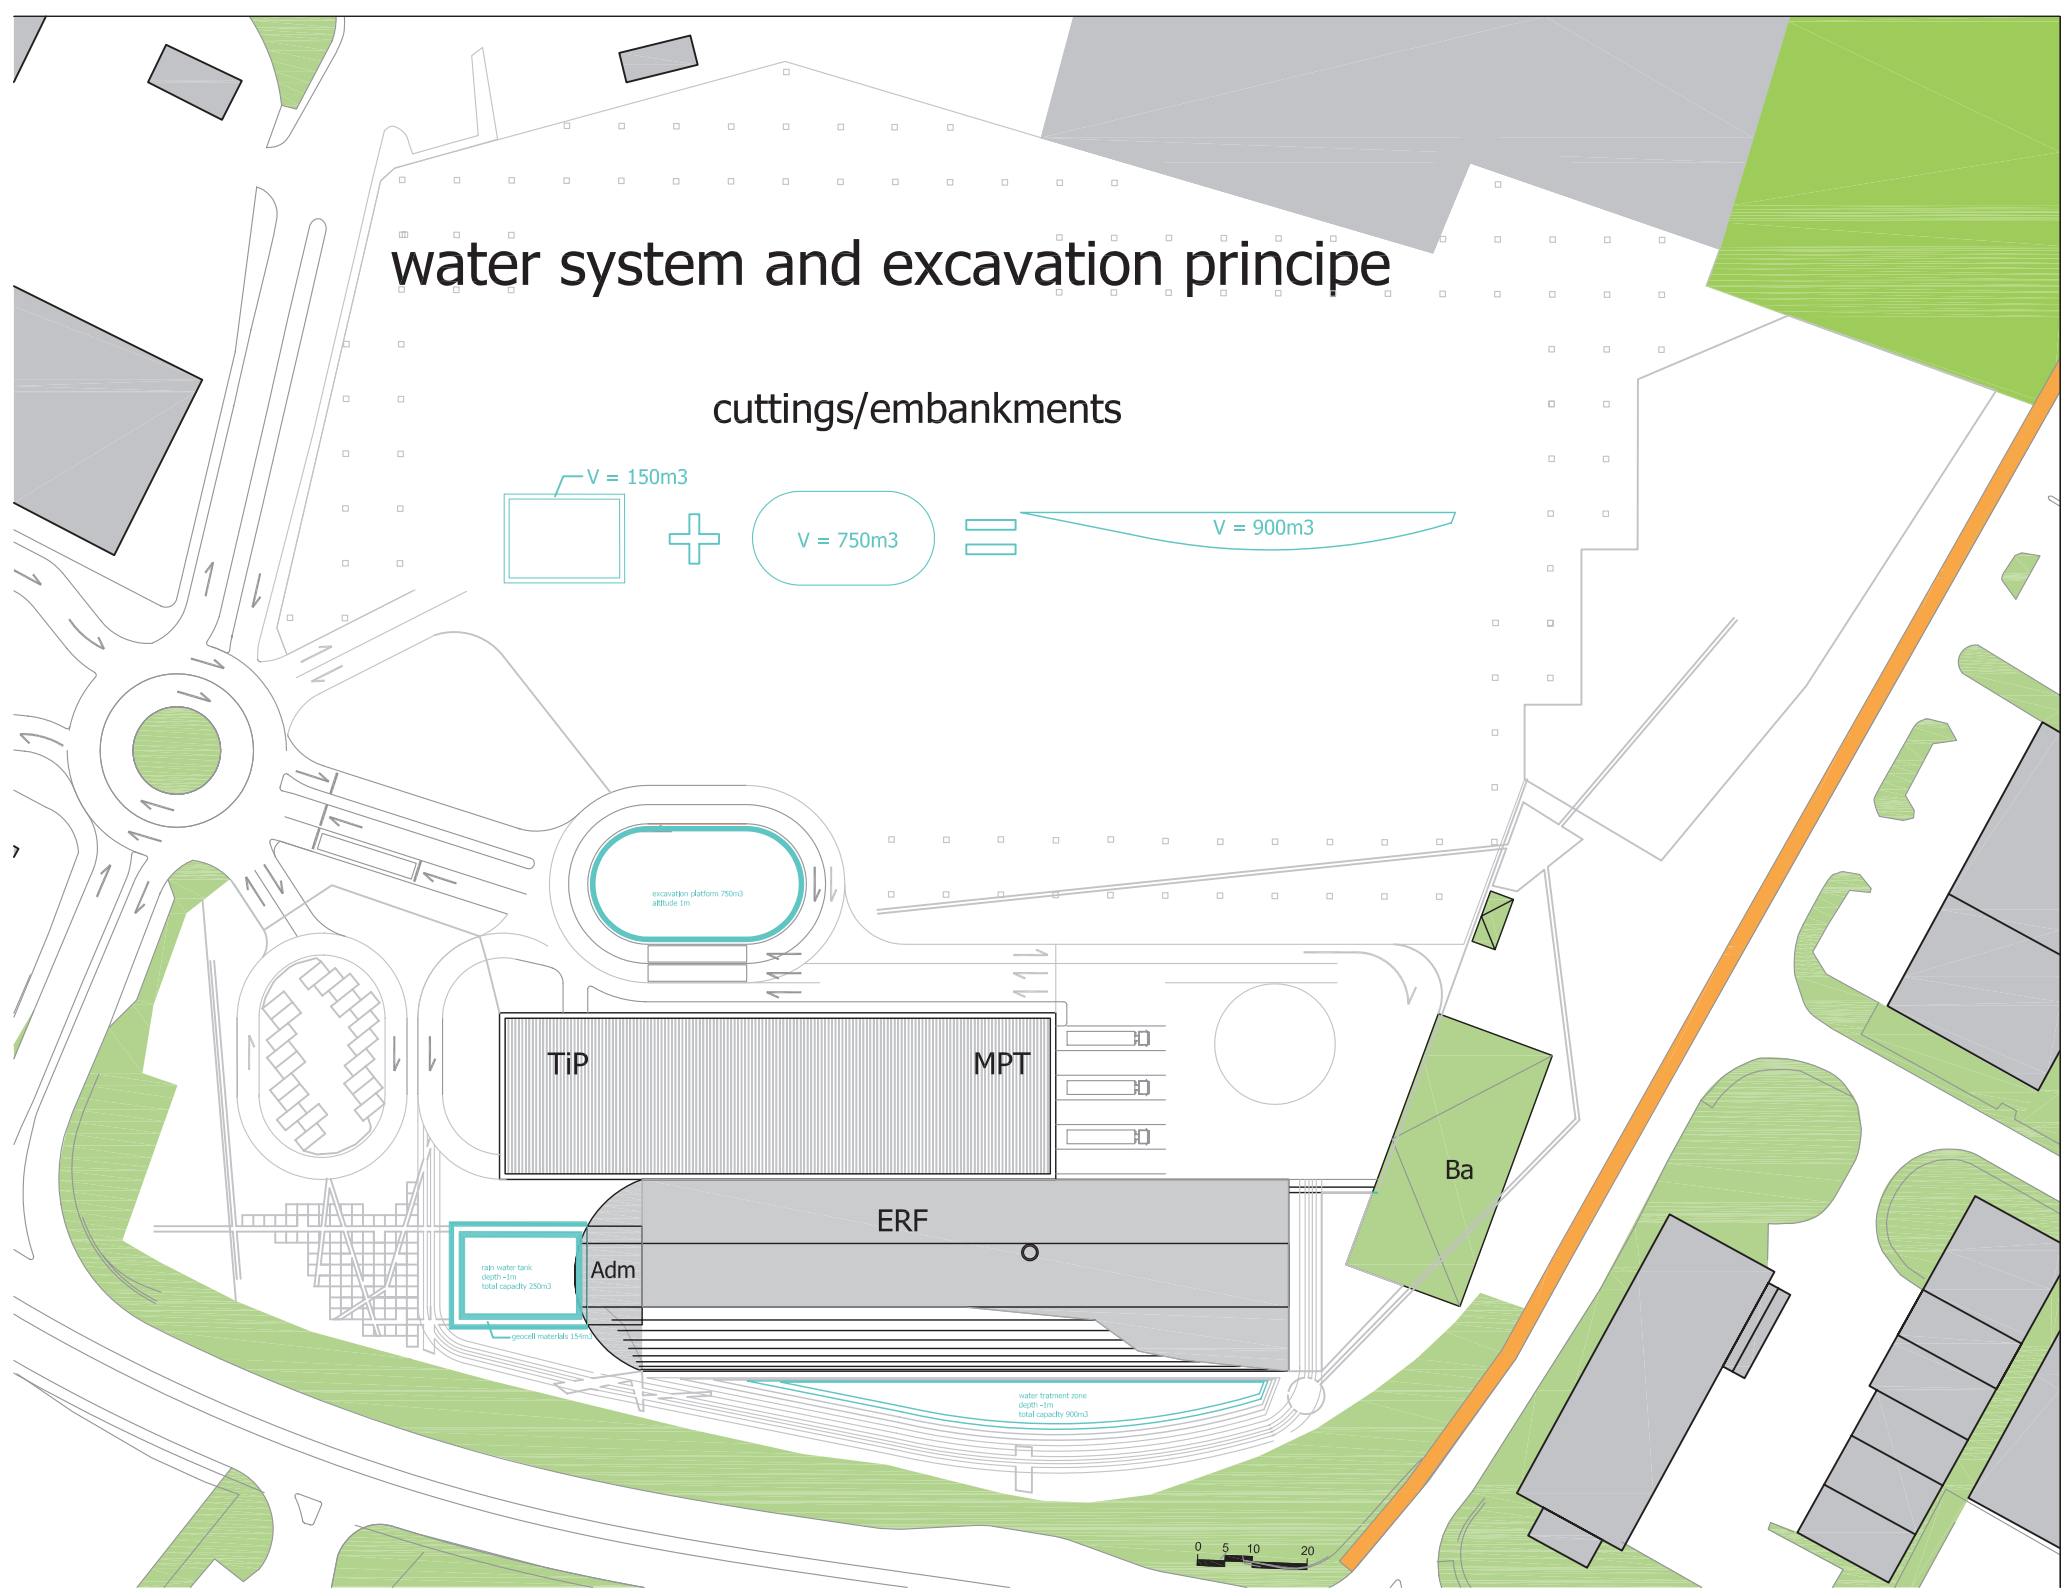 water system and excavation principe
cuttings/embankments
V = 150m3
V = 750m3
V = 900m3
excavation platform 750m3
altitude 1m
TiP
MPT
Ba
ERF
Adm
rain water tank
depth -1m
total capacity 250m3
geocell materials 154m3
water tratment zone
depth -1m
total capacity 900m3
0 5 10 20